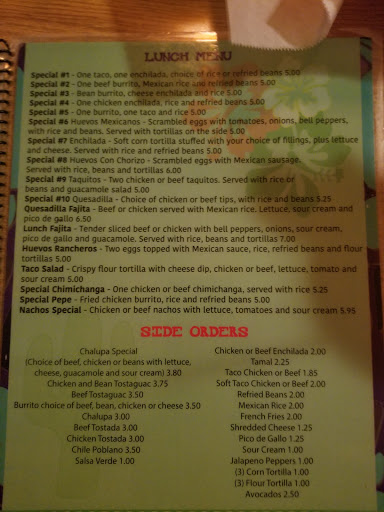 LUNCH MENU
Special #1 - One taco, one enchilada, choice of rice or refried beans 5.00
Special #2 - One beef burrito, Mexican rice and refried beans 5.00
Special #3 - Bean burrito, cheese enchilada and rice 5.00
Special #4 - One chicken enchilada, rice and refried beans 5.00
Special #5 - One burrito, one taco and rice 5.00
Special #6 Huevos Mexicanos - Scrambled eggs with tomatoes, onions, bell peppers,
with rice and beans. Served with tortillas on the side 5.00
Special #7 Enchilada - Soft corn tortilla stuffed with your choice of fillings, plus lettuce
and cheese. Served with rice and refried beans 5.00
Special #8 Huevos Con Chorizo - Scrambled eggs with Mexican sausage.
Served with rice, beans and tortillas 6.00
Special #9 Taquitos - Two chicken or beef taquitos. Served with rice or
beans and guacamole salad 5.00
Special #10 Quesadilla - Choice of chicken or beef tips, with rice and beans 5.25
Quesadilla Fajita - Beef or chicken served with Mexican rice. Lettuce, sour cream and
pico de gallo 6.50
Lunch Fajita - Tender sliced beef or chicken with bell peppers, onions, sour cream,
pico de gallo and guacamole. Served with rice, beans and tortillas 7.00
Huevos Rancheros - Two eggs topped with Mexican sauce, rice, refried beans and flour
tortillas 5.00
Taco Salad - Crispy flour tortilla with cheese dip, chicken or beef, lettuce, tomato and
sour cream 5.00
Special Chimichanga - One chicken or beef chimichanga, served with rice 5.25
Special Pepe - Fried chicken burrito, rice and refried beans 5.00
Nachos Special - Chicken or beef nachos with lettuce, tomatoes and sour cream 5.95
SIDE ORDERS
Chalupa Special
(Choice of beef, chicken or beans with lettuce,
cheese, guacamole and sour cream) 3.80
Chicken and Bean Tostaguac 3.75
Beef Tostaguac 3.50
Burrito choice of beef, bean, chicken or cheese 3.50
Chalupa 3.00
Beef Tostada 3.00
Chicken Tostada 3.00
Chile Poblano 3.50
Salsa Verde 1.00
Chicken or Beef Enchilada 2.00
Tamal 2.25
Taco Chicken or Beef 1.85
Soft Taco Chicken or Beef 2.00
Refried Beans 2.00
Mexican Rice 2.00
French Fries 2.00
Shredded Cheese 1.25
Pico de Gallo 1.25
Sour Cream 1.00
Jalapeno Peppers 1.00
(3) Corn Tortilla 1.00
(3) Flour Tortilla 1.00
Avocados 2.50